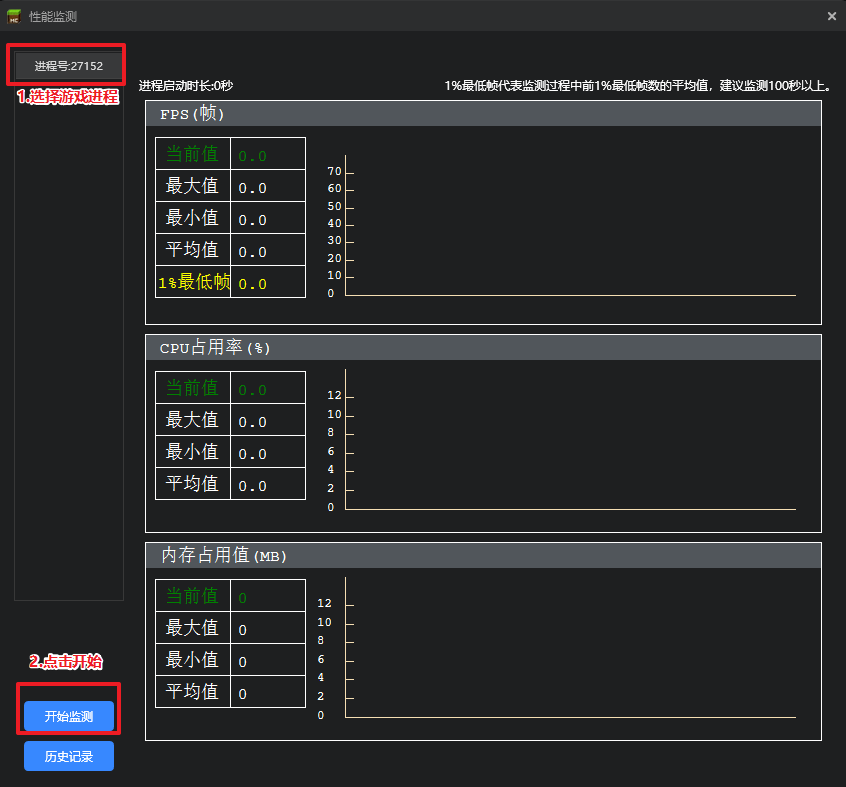 性能监测
进程号:27152
1.选择游戏进程
进程启动时长:0秒
1%最低帧代表监测过程中前1%最低帧数的平均值，建议监测100秒以上。
FPS(帧)
当前值 0.0
最大值 0.0
最小值 0.0
平均值 0.0
1%最低帧 0.0
70
60
50
40
30
20
10
0
CPU占用率(%)
当前值 0.0
最大值 0.0
最小值 0.0
平均值 0.0
12
10
8
6
4
2
0
内存占用值(MB)
当前值 0
最大值 0
最小值 0
平均值 0
12
10
8
6
4
2
0
2.点击开始
开始监测
历史记录